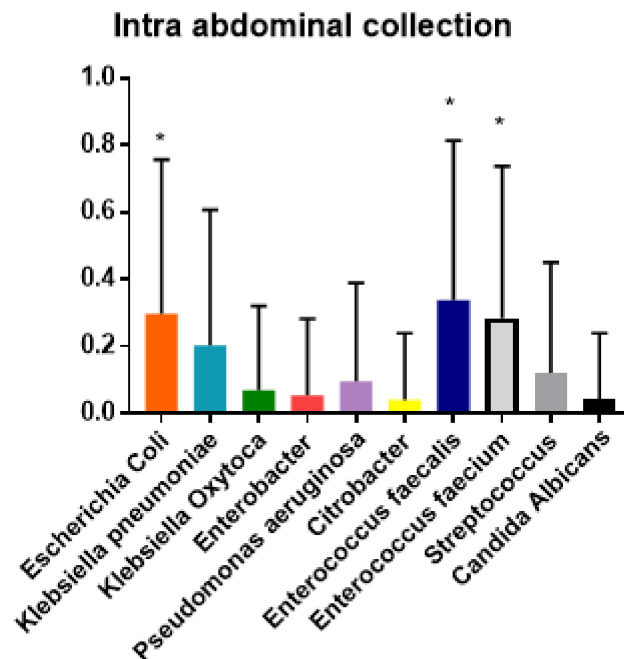 Intra abdominal collection
1.0
0.8
0.6
0.4
0.2
0.0
*
*
*
Escherichia Coli
Klebsiella pneumoniae
Klebsiella Oxytoca
Enterobacter
Pseudomonas aeruginosa
Citrobacter
Enterococcus faecalis
Enterococcus faecium
Streptococcus
Candida Albicans